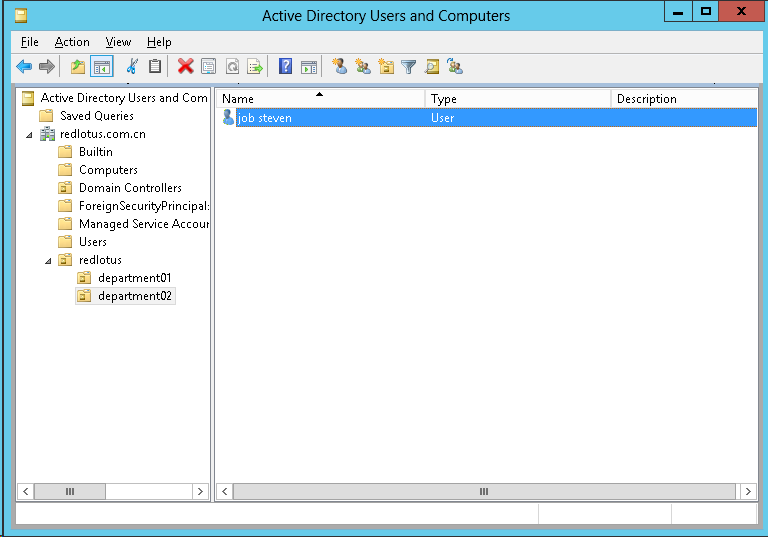 Active Directory Users and Computers
File Action View Help
Active Directory Users and Com
Saved Queries
redlotus.com.cn
Builtin
Computers
Domain Controllers
ForeignSecurityPrincipal:
Managed Service Accour
Users
redlotus
department01
department02
Name Type Description
job steven User